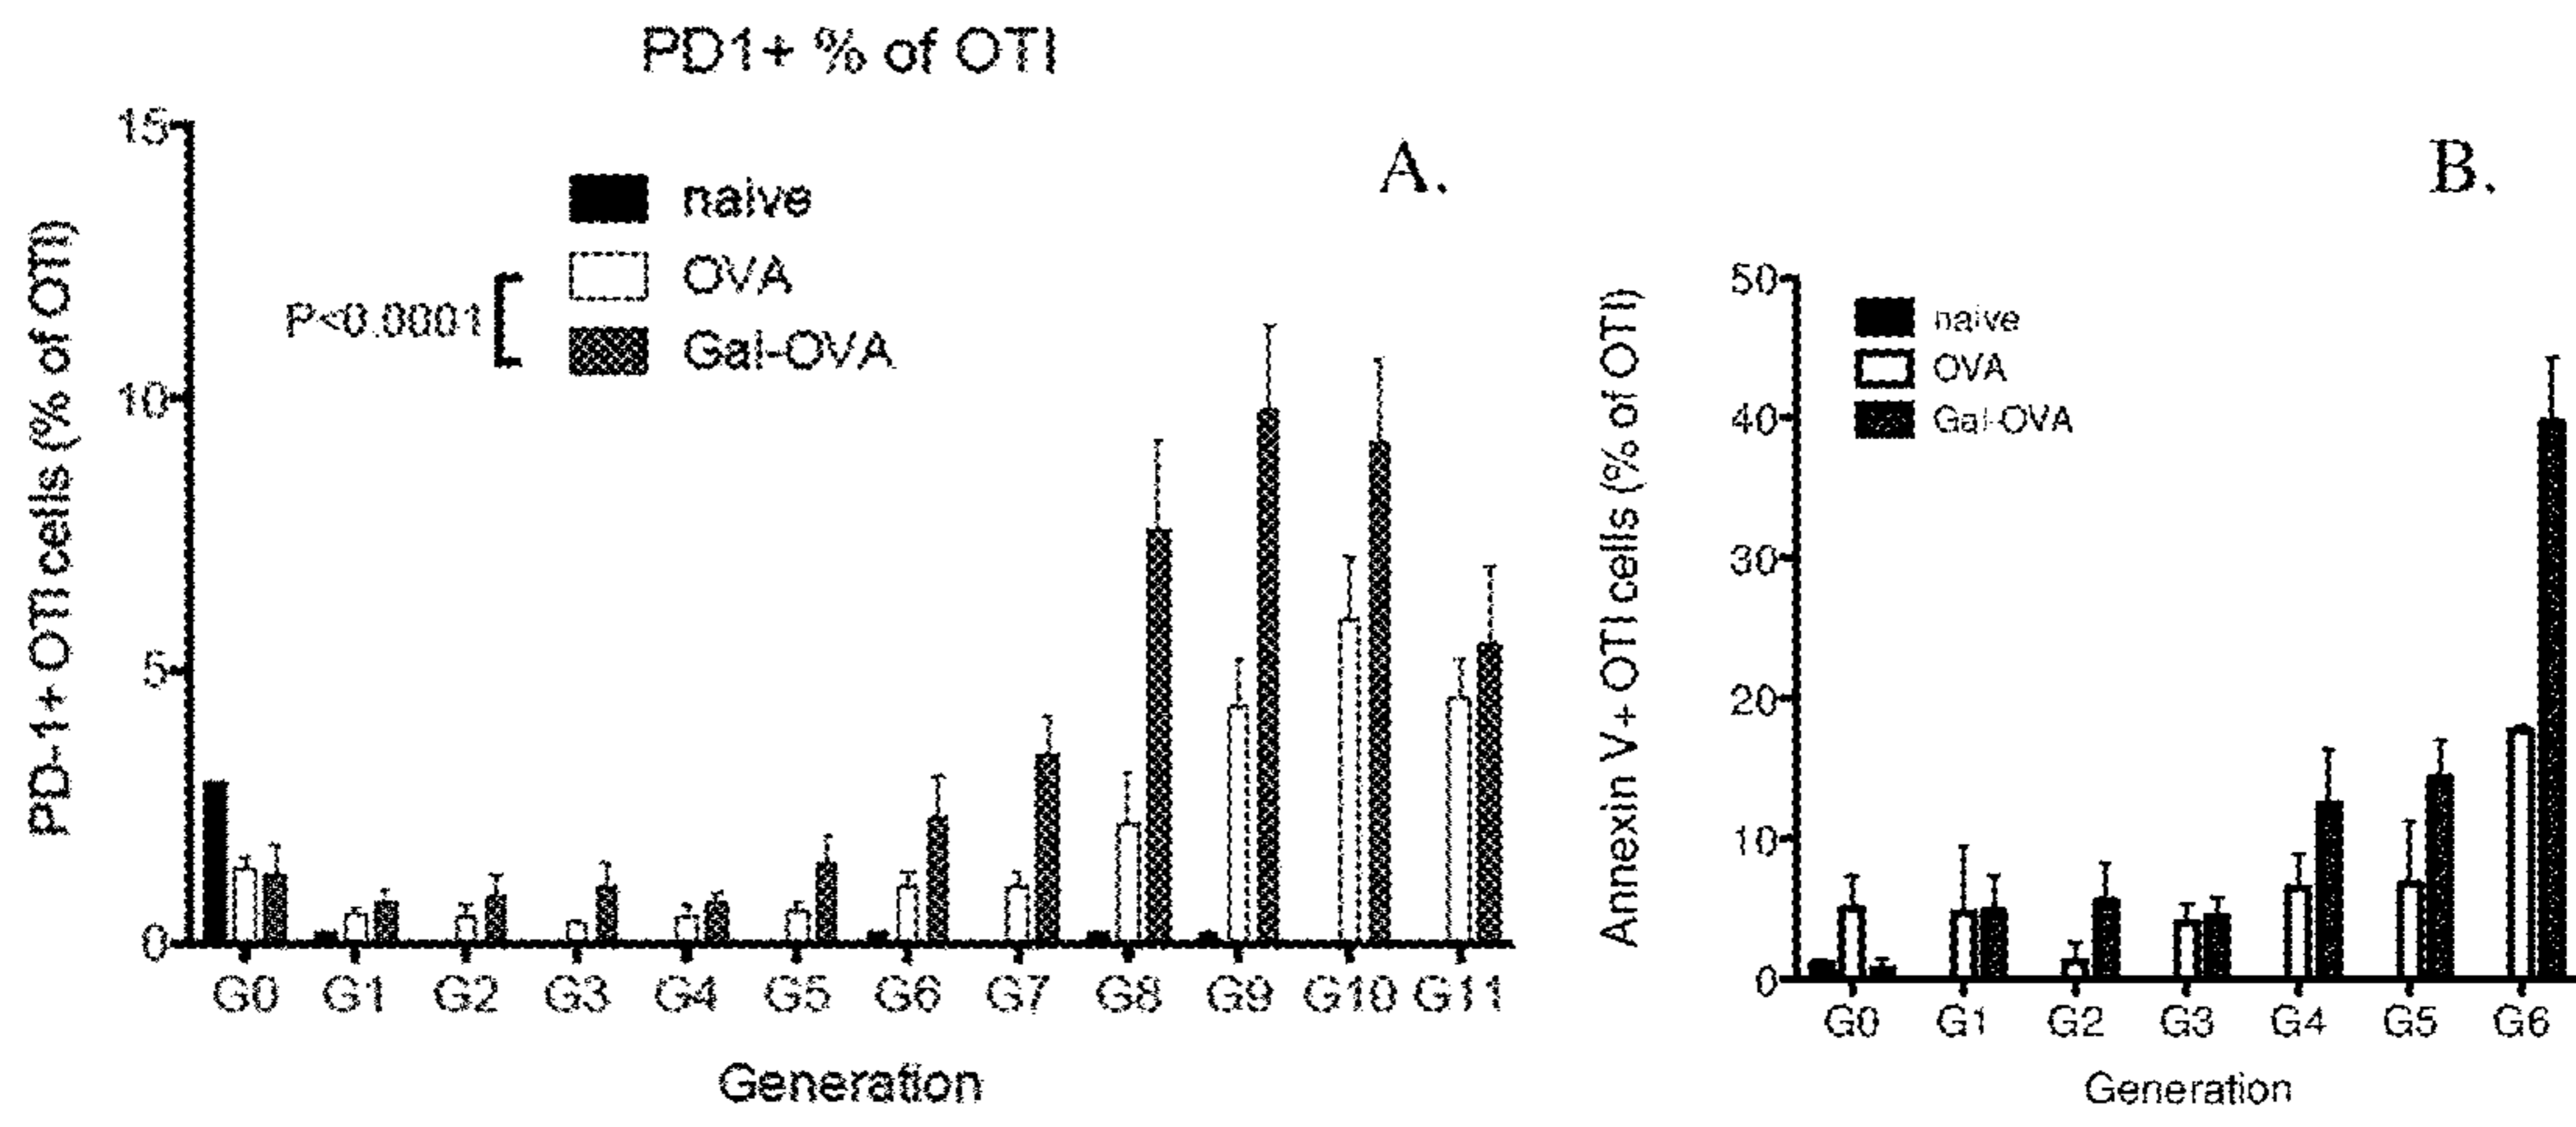 PD1+ % of OTI
A.
PD-1+ OTI cells (% of OTI)
15
10
5
0
naive
OVA
Gal-OVA
P<0.0001
G0 G1 G2 G3 G4 G5 G6 G7 G8 G9 G10 G11
Generation
B.
Annexin V+ OTI cells (% of OTI)
50
40
30
20
10
0
naive
OVA
Gal-OVA
G0 G1 G2 G3 G4 G5 G6
Generation